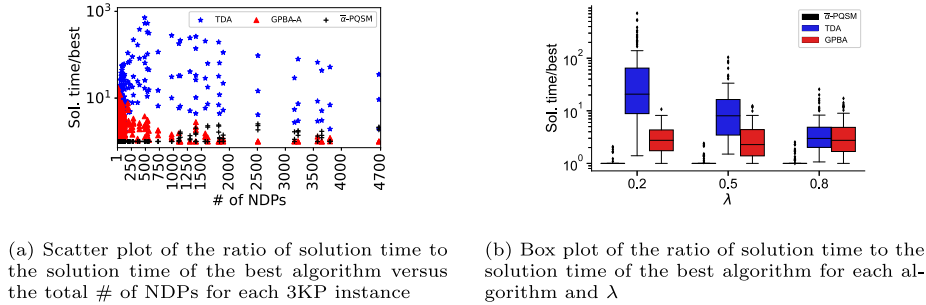 TDA GPBA-A α̅-PQSM
10³
10¹
Sol. time/best
1
250
500
750
1000
1250
1500
1750
2000
2500
3000
3500
4000
4700
# of NDPs
α̅-PQSM
TDA
GPBA
10²
10¹
10⁰
Sol. time/best
0.2 0.5 0.8
λ
(a) Scatter plot of the ratio of solution time to
the solution time of the best algorithm versus
the total # of NDPs for each 3KP instance
(b) Box plot of the ratio of solution time to the
solution time of the best algorithm for each al-
gorithm and λ